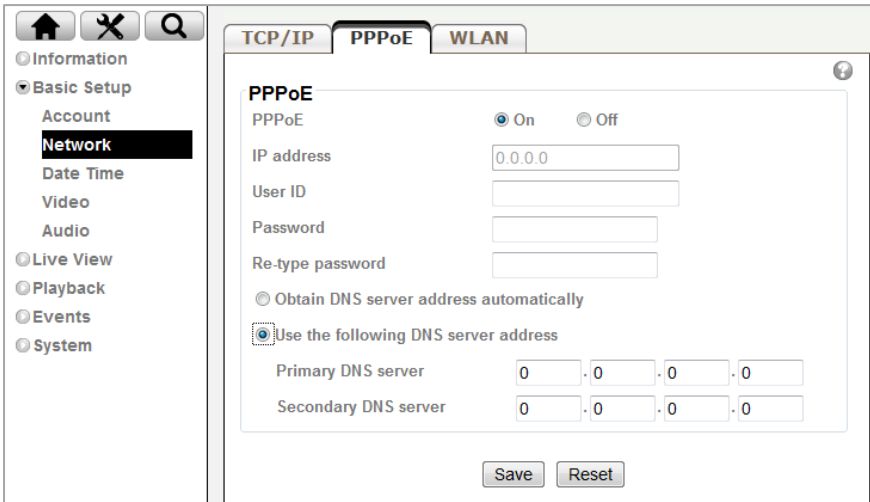 Information
Basic Setup
Account
Network
Date Time
Video
Audio
Live View
Playback
Events
System
TCP/IP PPPoE WLAN
PPPoE
PPPoE On Off
IP address 0.0.0.0
User ID
Password
Re-type password
Obtain DNS server address automatically
Use the following DNS server address
Primary DNS server 0 . 0 . 0 . 0
Secondary DNS server 0 . 0 . 0 . 0
Save Reset